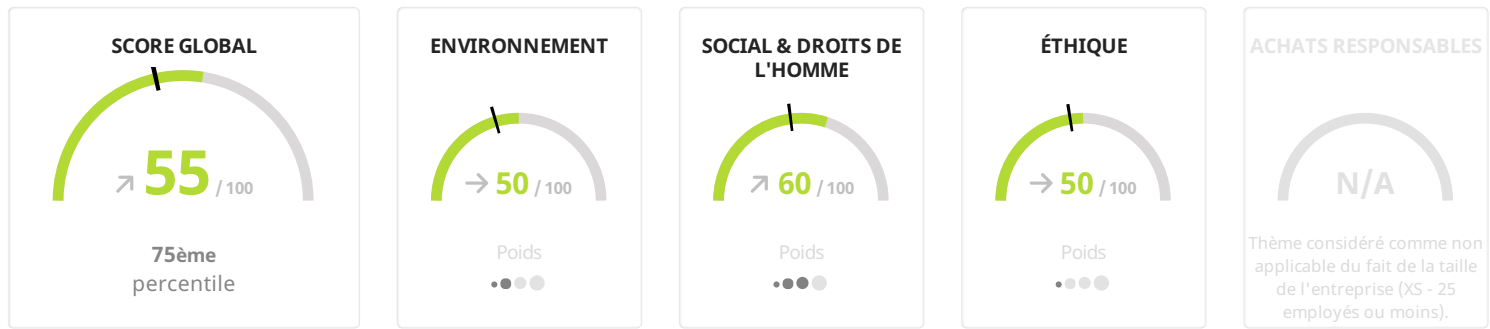 SCORE GLOBAL
55 / 100
75ème
percentile
ENVIRONNEMENT
50 / 100
Poids
SOCIAL & DROITS DE
L'HOMME
60 / 100
Poids
ÉTHIQUE
50 / 100
Poids
ACHATS RESPONSABLES
N/A
Thème considéré comme non
applicable du fait de la taille
de l'entreprise (XS - 25
employés ou moins).